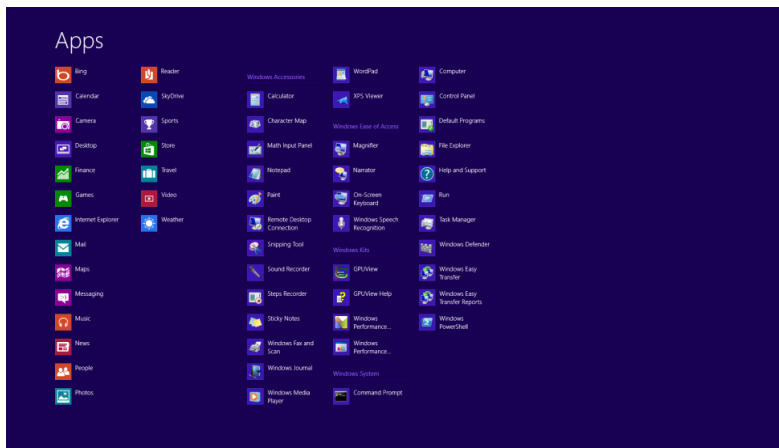 Apps
Bing
Calendar
Camera
Desktop
Finance
Games
Internet Explorer
Mail
Maps
Messaging
Music
News
People
Photos
Reader
SkyDrive
Sports
Store
Travel
Video
Weather
Windows Accessories
Calculator
Character Map
Math Input Panel
Notepad
Paint
Remote Desktop
Connection
Snipping Tool
Sound Recorder
Steps Recorder
Sticky Notes
Windows Fax and
Scan
Windows Journal
Windows Media
Player
WordPad
XPS Viewer
Windows Ease of Access
Magnifier
Narrator
On-Screen
Keyboard
Windows Speech
Recognition
Windows Kits
GPUView
GPUView Help
Windows
Performance...
Windows
Performance...
Windows System
Command Prompt
Computer
Control Panel
Default Programs
File Explorer
Help and Support
Run
Task Manager
Windows Defender
Windows Easy
Transfer
Windows Easy
Transfer Reports
Windows
PowerShell